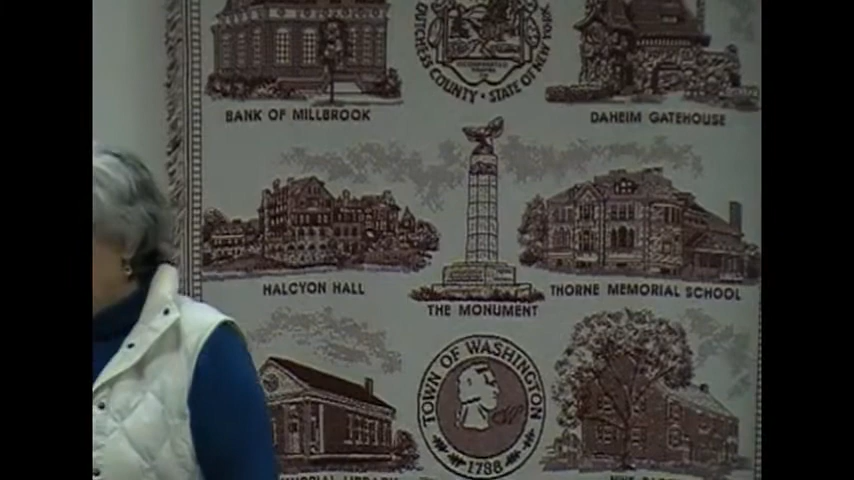 DUTCHESS COUNTY • STATE OF NEW YORK
BANK OF MILLBROOK
DAHEIM GATEHOUSE
HALCYON HALL
THE MONUMENT
THORNE MEMORIAL SCHOOL
TOWN OF WASHINGTON
1788
LIBRARY